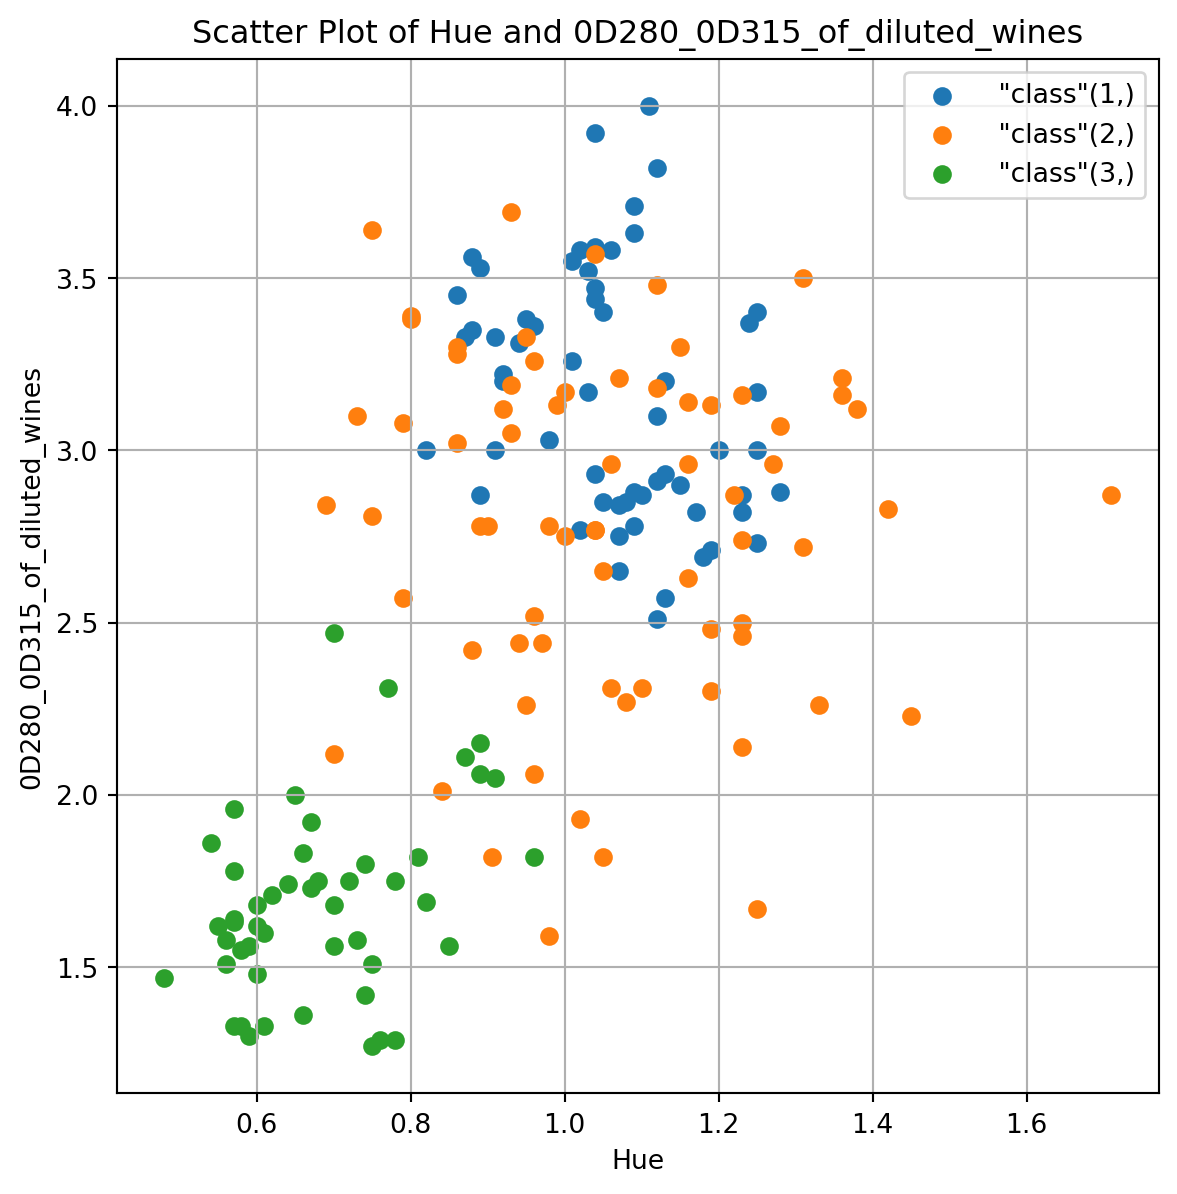 Scatter Plot of Hue and 0D280_0D315_of_diluted_wines
"class"(1,)
"class"(2,)
"class"(3,)
0D280_0D315_of_diluted_wines
4.0
3.5
3.0
2.5
2.0
1.5
0.6 0.8 1.0 1.2 1.4 1.6
Hue